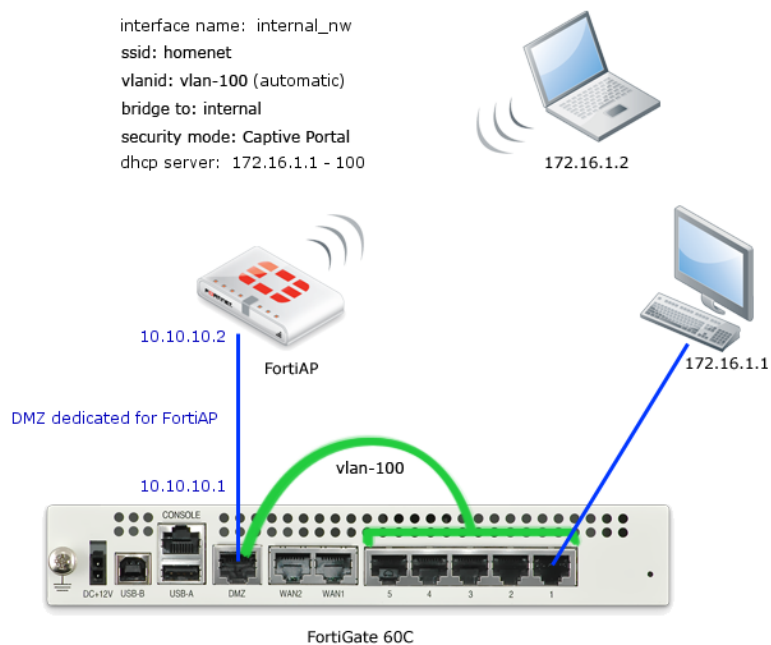 interface name: internal_nw
ssid: homenet
vlanid: vlan-100 (automatic)
bridge to: internal
security mode: Captive Portal
dhcp server: 172.16.1.1 - 100
172.16.1.2
10.10.10.2
FORTINET
FortiAP
172.16.1.1
DMZ dedicated for FortiAP
vlan-100
10.10.10.1
CONSOLE
DC+12V USB-B USB-A DMZ WAN2 WAN1 5 4 3 2 1
FortiGate 60C